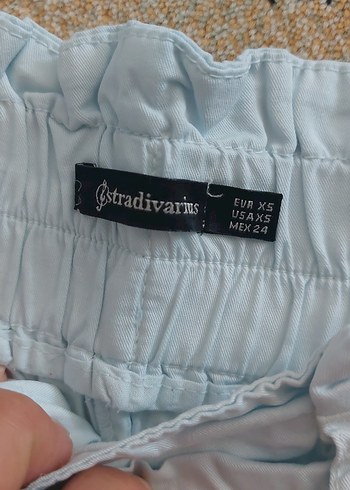 stradivarius
EUR XS
USA XS
MEX 24